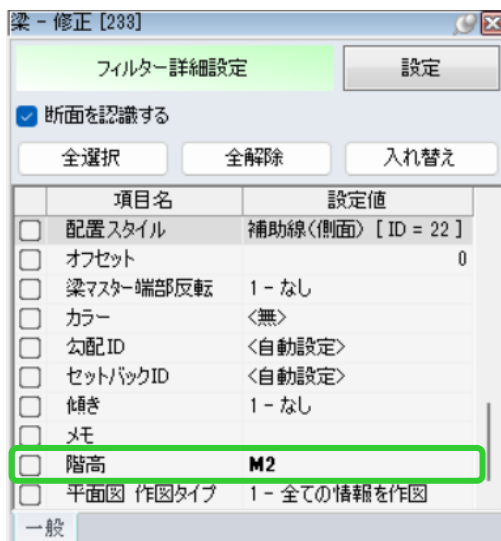 梁 - 修正 [233]
フィルター詳細設定 設定
断面を認識する
全選択 全解除 入れ替え
項目名 設定値
配置スタイル 補助線(側面) [ ID = 22 ]
オフセット 0
梁マスター端部反転 1 - なし
カラー <無>
勾配ID <自動設定>
セットバックID <自動設定>
傾き 1 - なし
メモ
階高 M2
平面図 作図タイプ 1 - 全ての情報を作図
一般